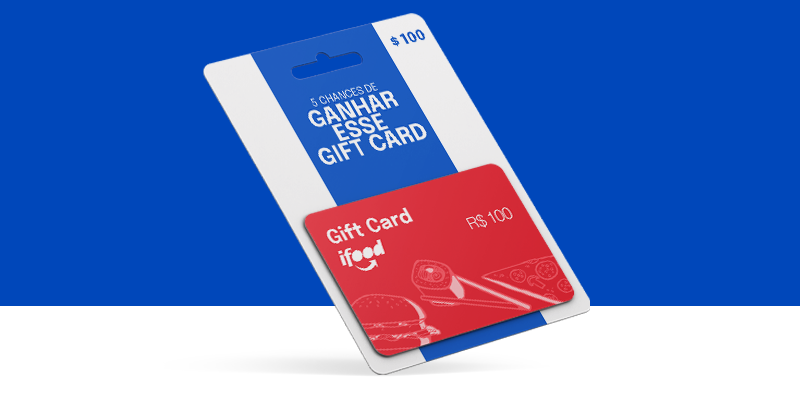 $100
5 CHANCES DE
GANHAR
ESSE
GIFT CARD
Gift Card
R$100
ifood